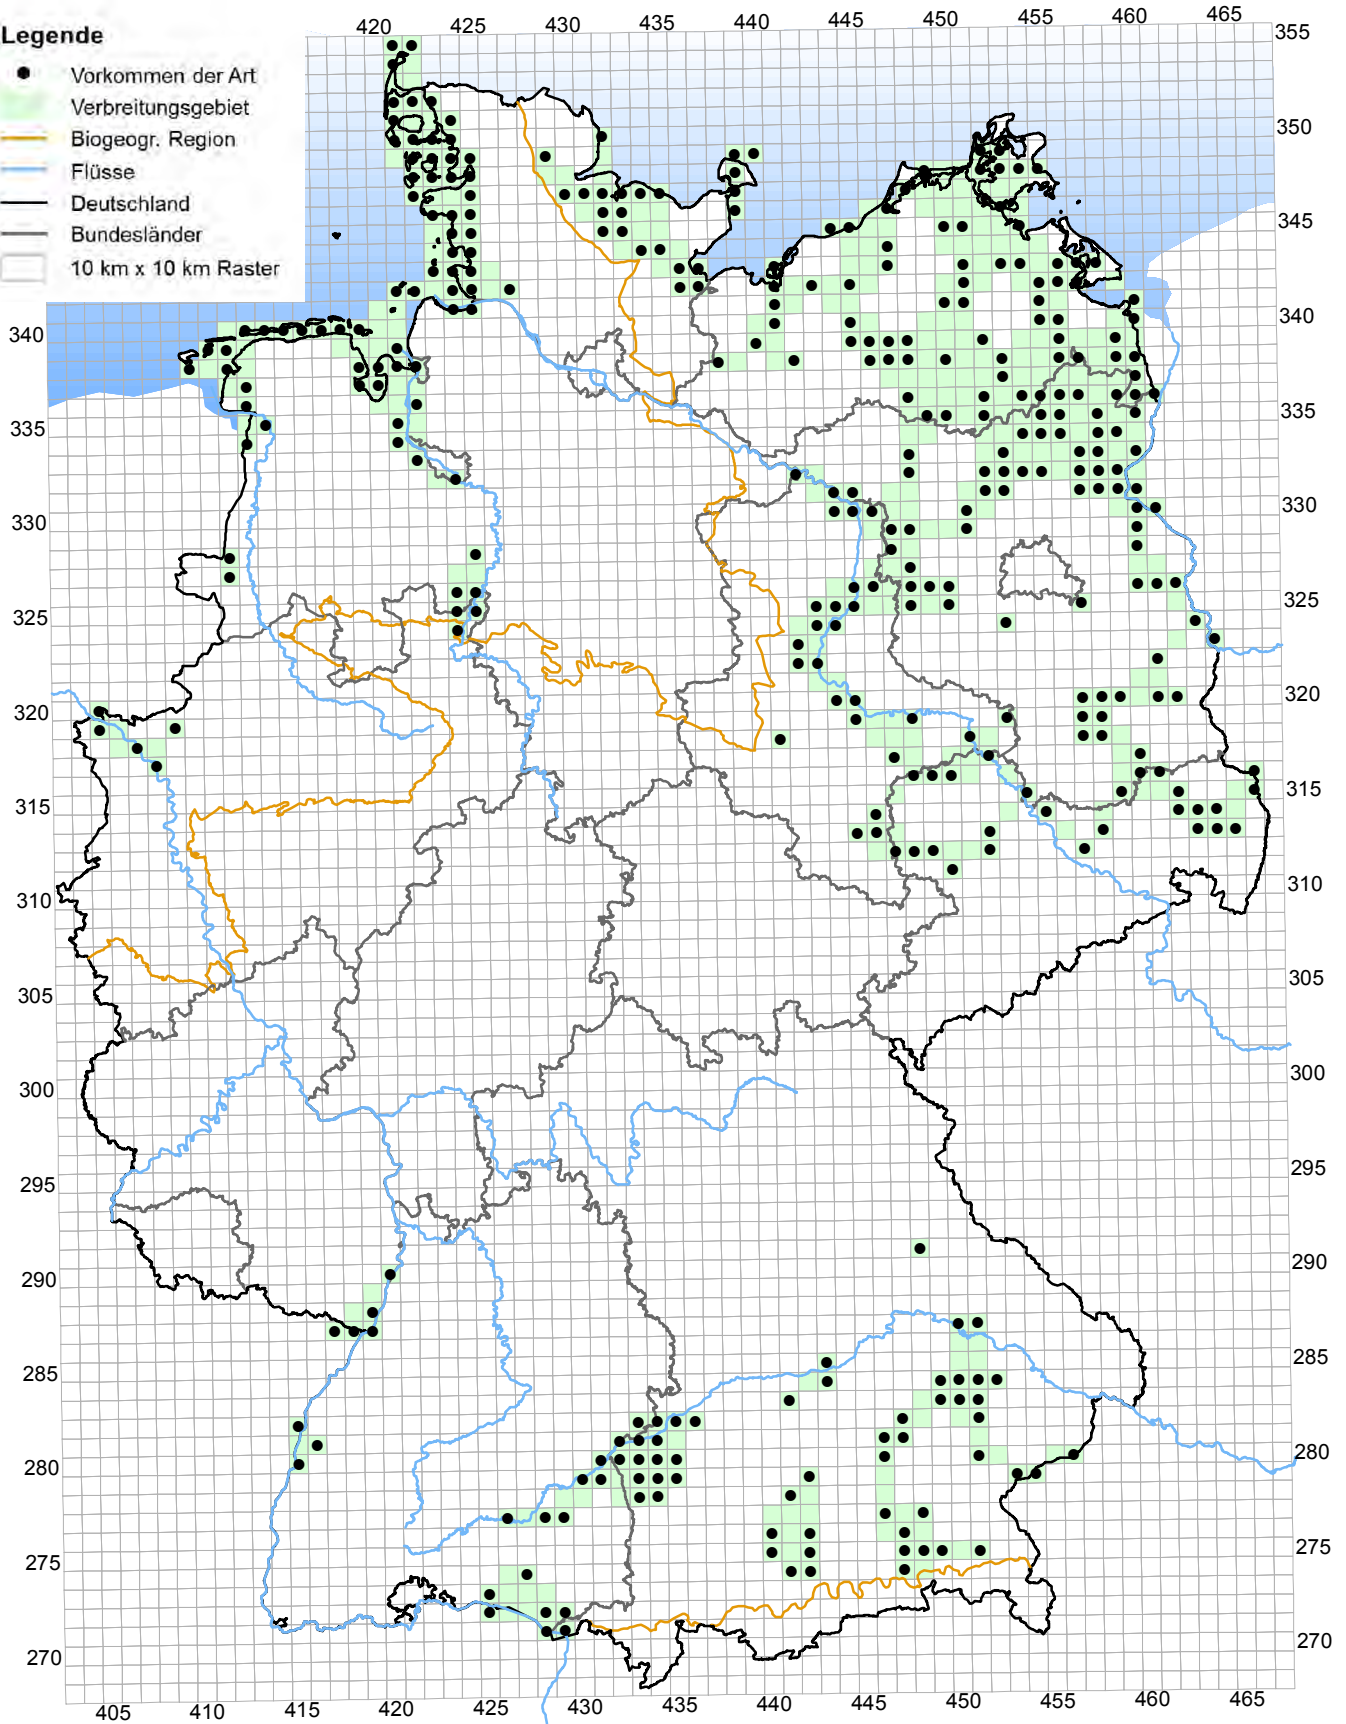 Legende
Vorkommen der Art
Verbreitungsgebiet
Biogeogr. Region
Flüsse
Deutschland
Bundesländer
10 km x 10 km Raster
420 425 430 435 440 445 450 455 460 465
355
350
345
340 340
335 335
330 330
325 325
320 320
315 315
310 310
305 305
300 300
295 295
290 290
285 285
280 280
275 275
270 270
405 410 415 420 425 430 435 440 445 450 455 460 465